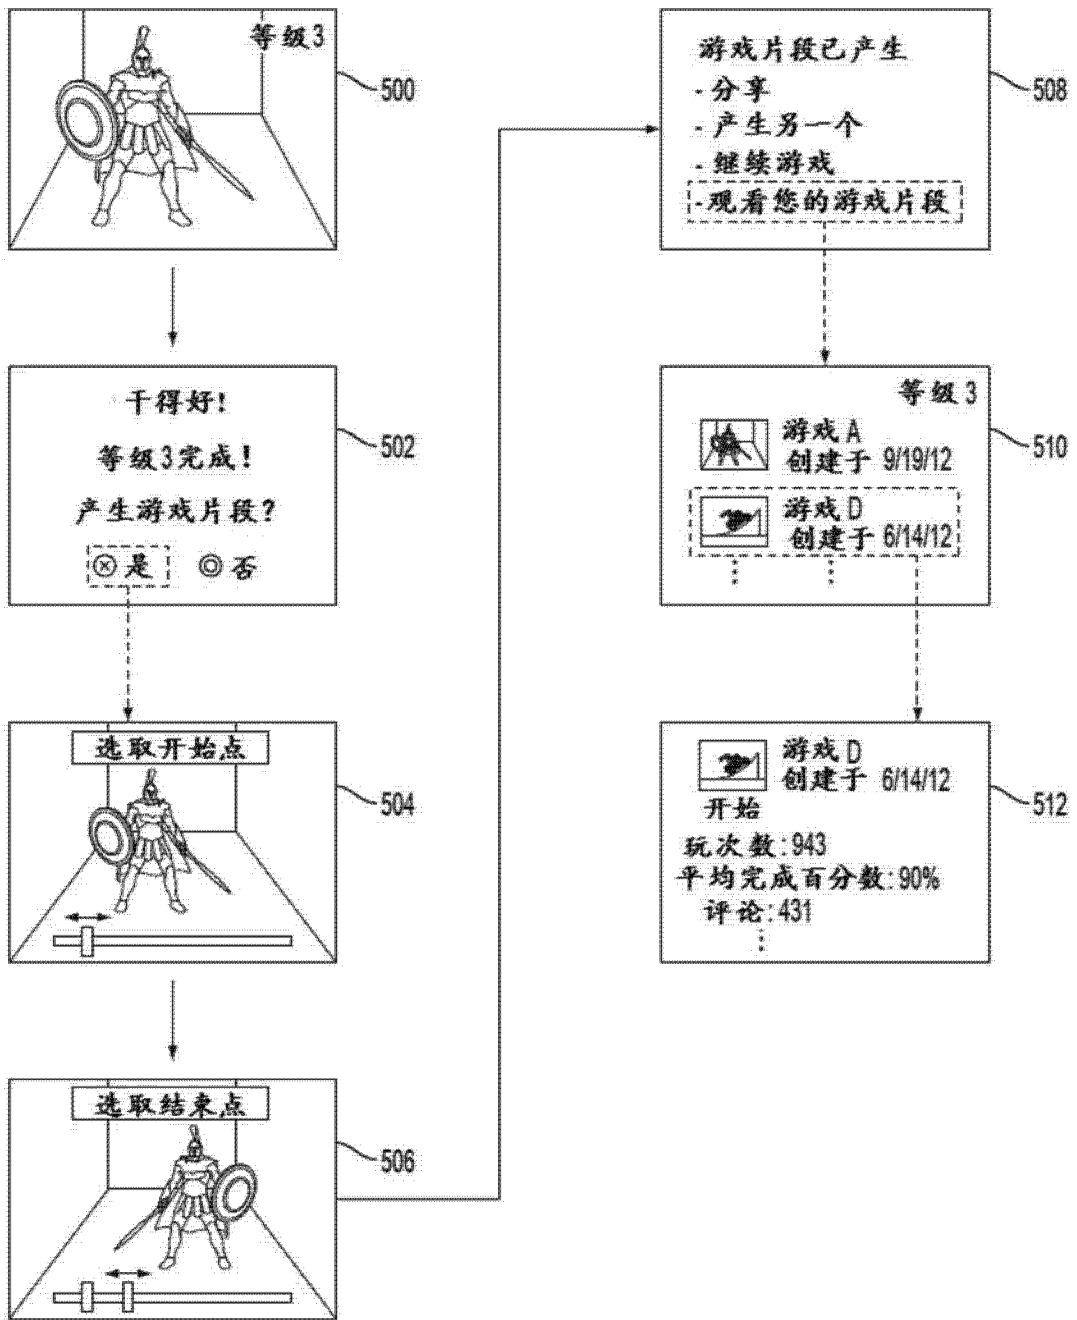 等级3
500
干得好!
等级3完成!
产生游戏片段?
是 否
502
选取开始点
504
选取结束点
506
游戏片段已产生
-分享
-产生另一个
-继续游戏
-观看您的游戏片段
508
等级3
游戏A
创建于 9/19/12
游戏D
创建于 6/14/12
510
游戏D
创建于 6/14/12
开始
玩次数:943
平均完成百分数:90%
评论:431
512